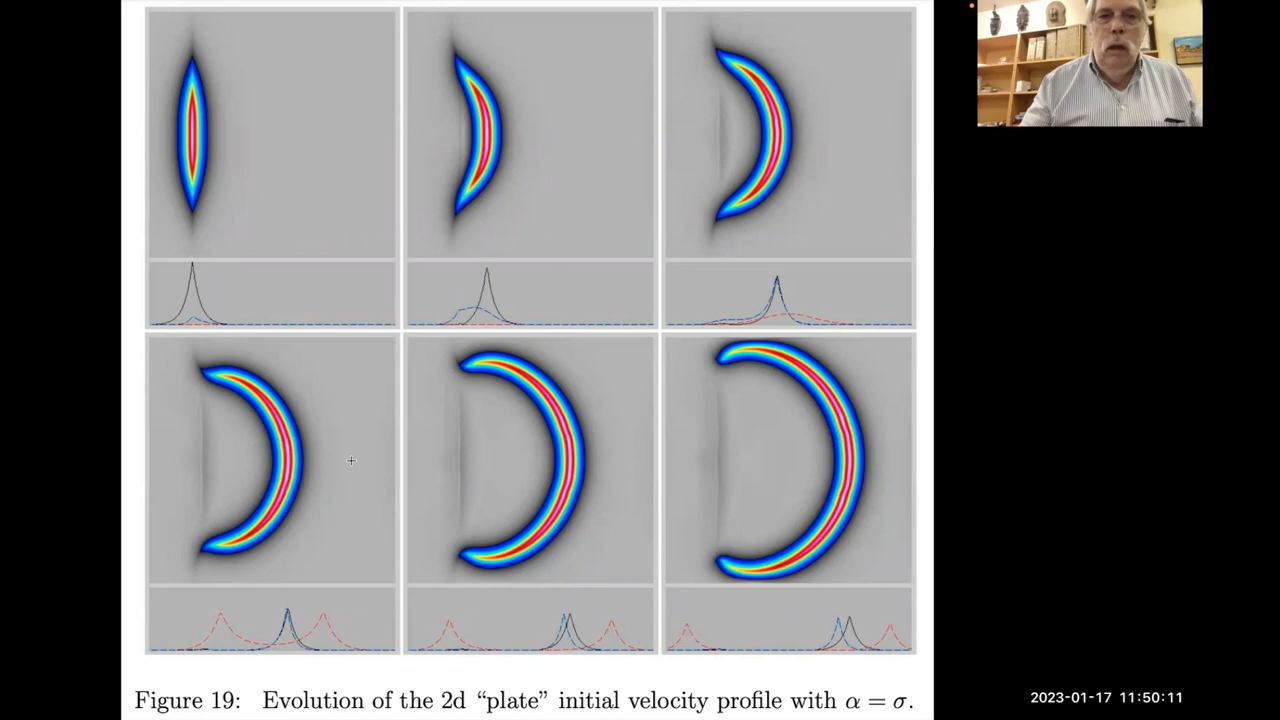 Figure 19: Evolution of the 2d “plate” initial velocity profile with α = σ.
2023-01-17 11:50:11